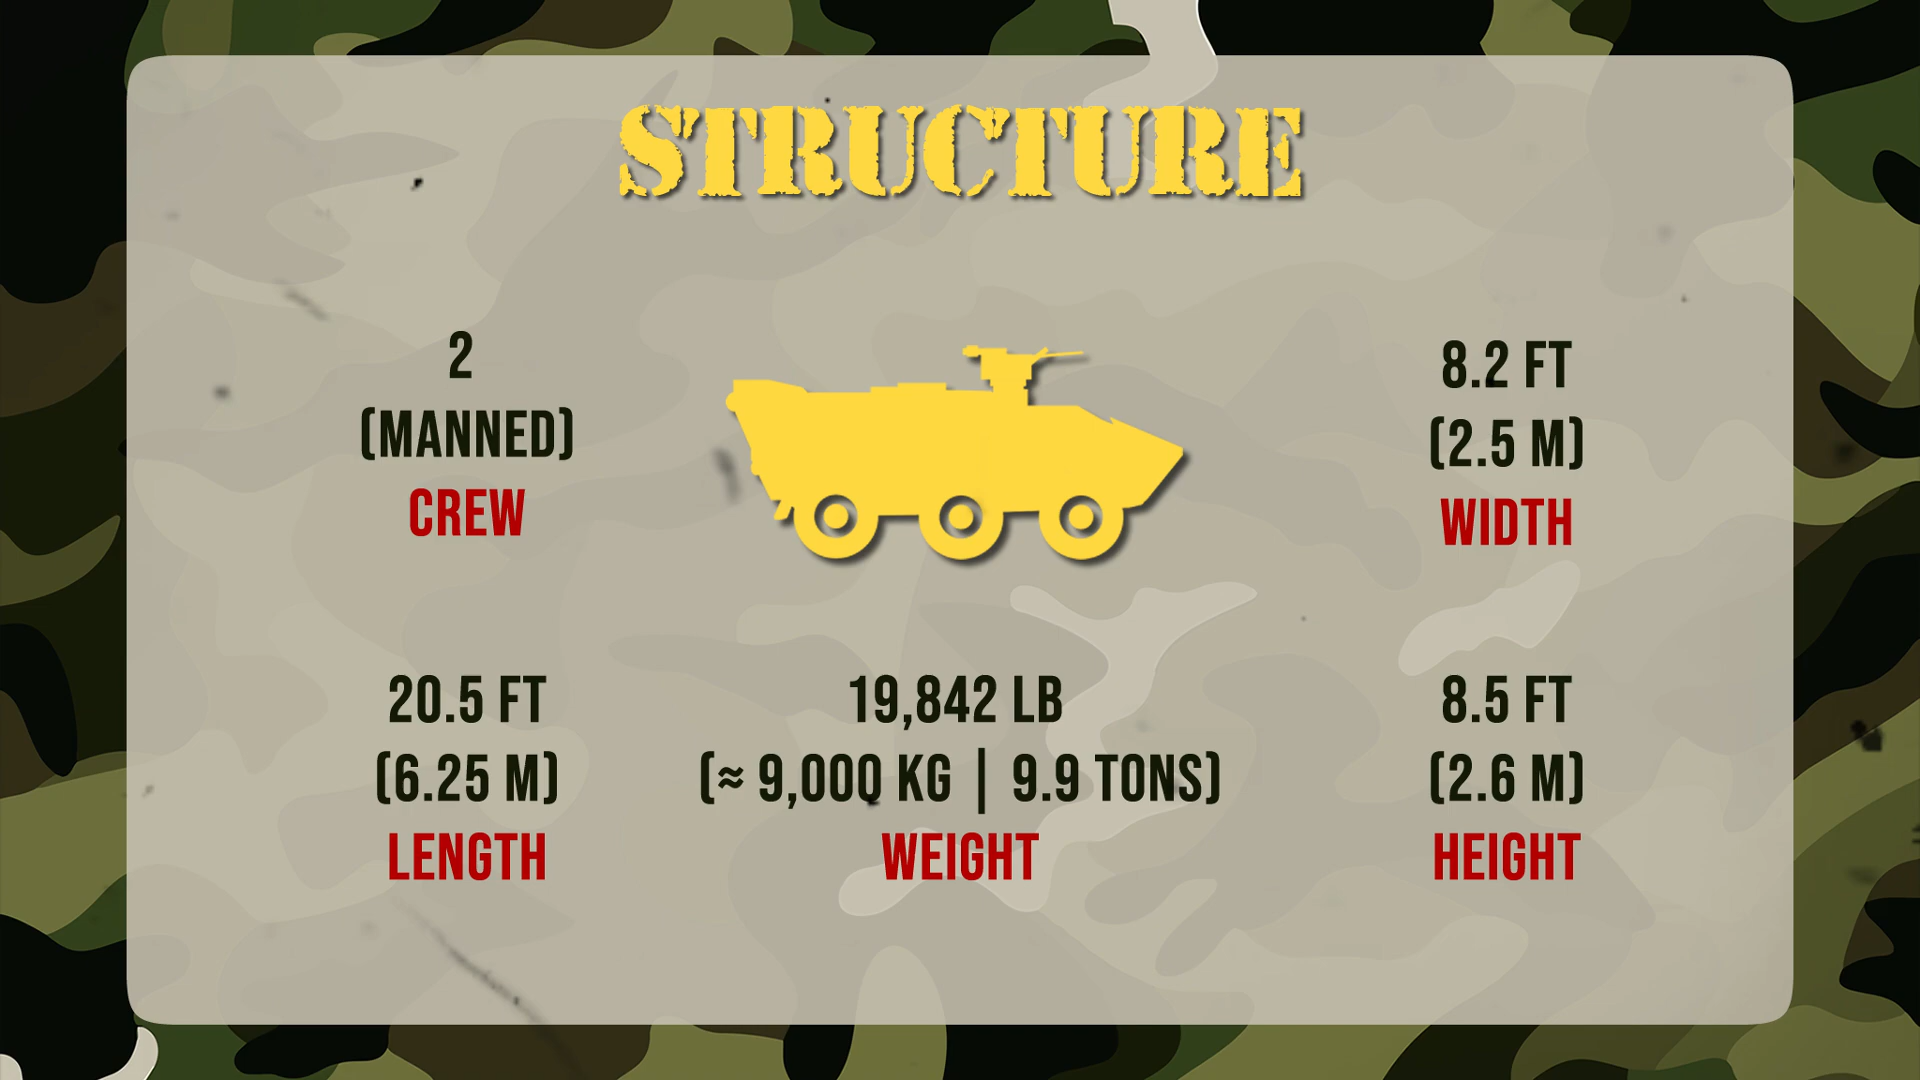 STRUCTURE
2
(MANNED)
CREW
8.2 FT
(2.5 M)
WIDTH
20.5 FT
(6.25 M)
LENGTH
19,842 LB
(≈ 9,000 KG | 9.9 TONS)
WEIGHT
8.5 FT
(2.6 M)
HEIGHT